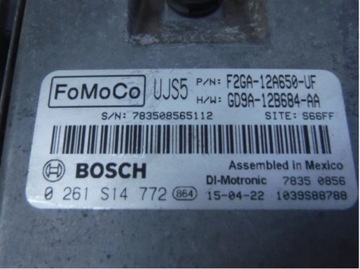 FoMoCo UJS5 P/N: F2GA-12A650-UF
H/W: GD9A-12B684-AA
S/N: 783508565112 SITE: S66FF
BOSCH Assembled in Mexico
DI-Motronic 7835 0856
0 261 S14 772 864 15-04-22 1039S88788